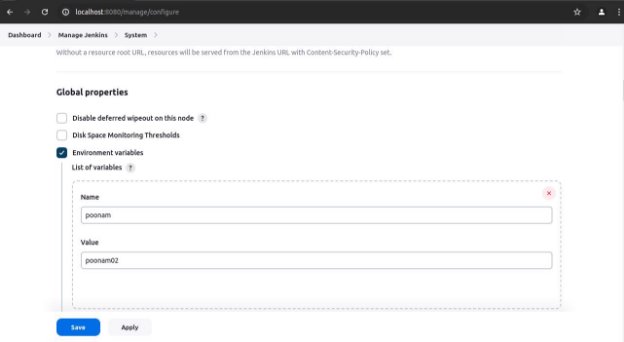 localhost:8080/manage/configure
Dashboard > Manage Jenkins > System >
Without a resource root URL, resources will be served from the Jenkins URL with Content-Security-Policy set.
Global properties
Disable deferred wipeout on this node ?
Disk Space Monitoring Thresholds
Environment variables
List of variables ?
Name
poonam
Value
poonam02
Save Apply